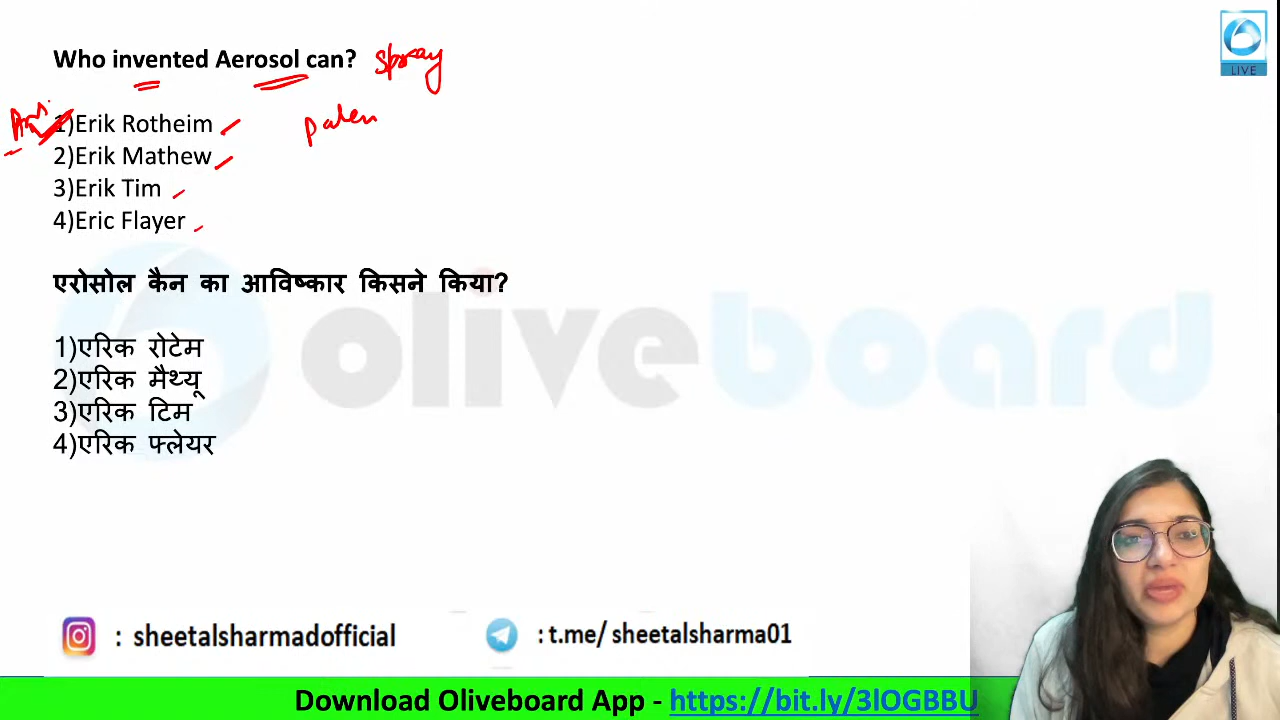 Who invented Aerosol can? spray
LIVE
Ans 1)Erik Rotheim
paten
2)Erik Mathew
3)Erik Tim
4)Eric Flayer
एरोसोल कैन का आविष्कार किसने किया?
oliveboard
1)एरिक रोटेम
2)एरिक मैथ्यू
3)एरिक टिम
4)एरिक फ्लेयर
: sheetalsharmadofficial
: t.me/ sheetalsharma01
Download Oliveboard App - https://bit.ly/3lOGBBU